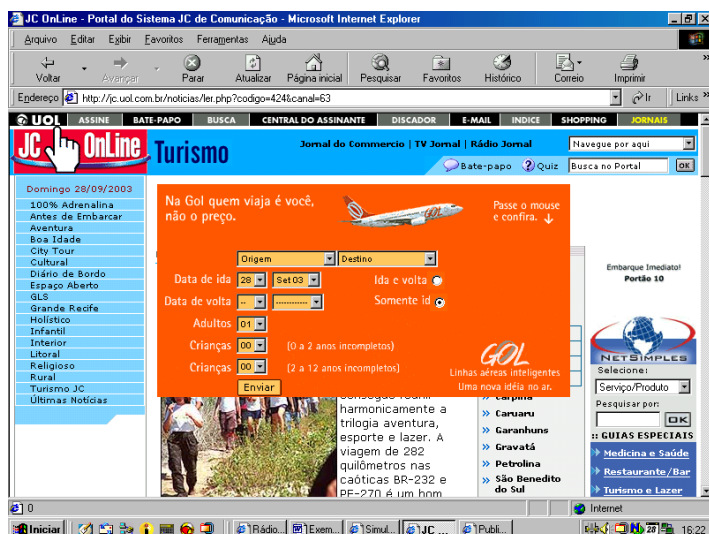 JC OnLine - Portal do Sistema JC de Comunicação - Microsoft Internet Explorer
Arquivo Editar Exibir Favoritos Ferramentas Ajuda
Voltar Avançar Parar Atualizar Página inicial Pesquisar Favoritos Histórico Correio Imprimir
Endereço http://jc.uol.com.br/noticias/ler.php?codigo=424&canal=63 Ir Links
UOL ASSINE BATE-PAPO BUSCA CENTRAL DO ASSINANTE DISCADOR E-MAIL INDICE SHOPPING JORNAIS
JC OnLine Turismo
Jornal do Commercio | TV Jornal | Rádio Jornal
Navegue por aqui
Bate-papo Quiz Busca no Portal OK
Domingo 28/09/2003
100% Adrenalina
Antes de Embarcar
Aventura
Boa Idade
City Tour
Cultural
Diário de Bordo
Espaço Aberto
GLS
Grande Recife
Holístico
Infantil
Interior
Litoral
Religioso
Rural
Turismo JC
Últimas Notícias
Na Gol quem viaja é você,
não o preço.
Passe o mouse
e confira.
Origem Destino
Data de ida 28 Set 03 Ida e volta
Data de volta -- ------------ Somente id
Adultos 01
Crianças 00 (0 a 2 anos incompletos)
Crianças 00 (2 a 12 anos incompletos)
Enviar
GOL
GOL
Linhas aéreas inteligentes
Uma nova idéia no ar.
harmonicamente a
trilogia aventura,
esporte e lazer. A
viagem de 282
quilômetros nas
caóticas BR-232 e
PE-270 é um bom
Carpina
Caruaru
Garanhuns
Gravatá
Petrolina
São Benedito
do Sul
Embarque Imediato!
Portão 10
NETSIMPLES
Selecione:
Serviço/Produto
Pesquisar por:
OK
:: GUIAS ESPECIAIS
Medicina e Saúde
Restaurante/Bar
Turismo e Lazer
0 Internet
Iniciar Rádio... Exem... Simul... JC ... Publi... 28 16:22